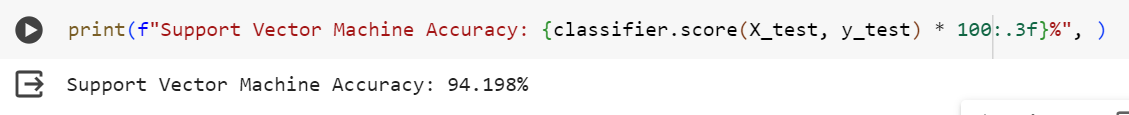 print(f"Support Vector Machine Accuracy: {classifier.score(X_test, y_test) * 100:.3f}%", )
Support Vector Machine Accuracy: 94.198%